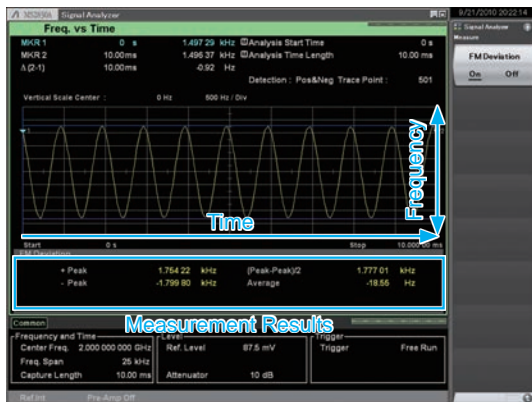 MS2690A Signal Analyzer
9/21/2010 20:22:14
Freq. vs Time
Signal Analyzer
Measure
MKR 1 0 s 1.497 29 kHz Analysis Start Time 0 s
MKR 2 10.00ms 1.496 37 kHz Analysis Time Length 10.00 ms
Δ (2-1) 10.00ms -0.92 Hz
Detection : Pos&Neg Trace Point : 501
FM Deviation
On Off
Vertical Scale Center : 0 Hz 500 Hz / Div
1
Frequency
Time
Start 0 s Stop 10.000 00 ms
FM Deviation
+ Peak 1.754 22 kHz (Peak-Peak)/2 1.777 01 kHz
- Peak -1.799 80 kHz Average -18.55 Hz
Measurement Results
Common
Frequency and Time Level Trigger
Center Freq. 2.000 000 000 GHz Ref. Level 87.5 mV Trigger Free Run
Freq. Span 25 kHz
Capture Length 10.00 ms Attenuator 10 dB
Ref.Int Pre-Amp Off